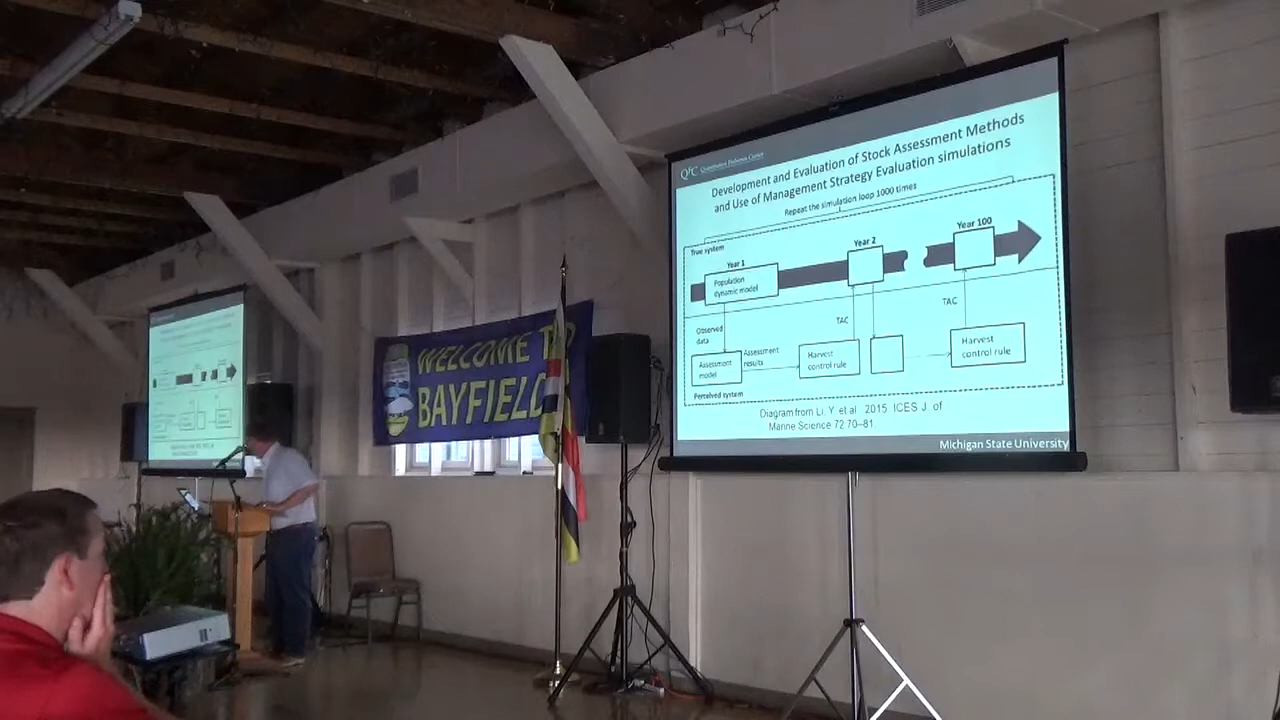 WELCOME TO
BAYFIELD
QFC Quantitative Fisheries Center
Development and Evaluation of Stock Assessment Methods
and Use of Management Strategy Evaluation simulations
Repeat the simulation loop 1000 times
True system
Year 1
Year 2
Year 100
Population
dynamic model
Observed
data
TAC
TAC
Assessment
model
Assessment
results
Harvest
control rule
Harvest
control rule
Perceived system
Diagram from Li. Y. et al 2015 ICES J of
Marine Science 72 70–81.
Michigan State University